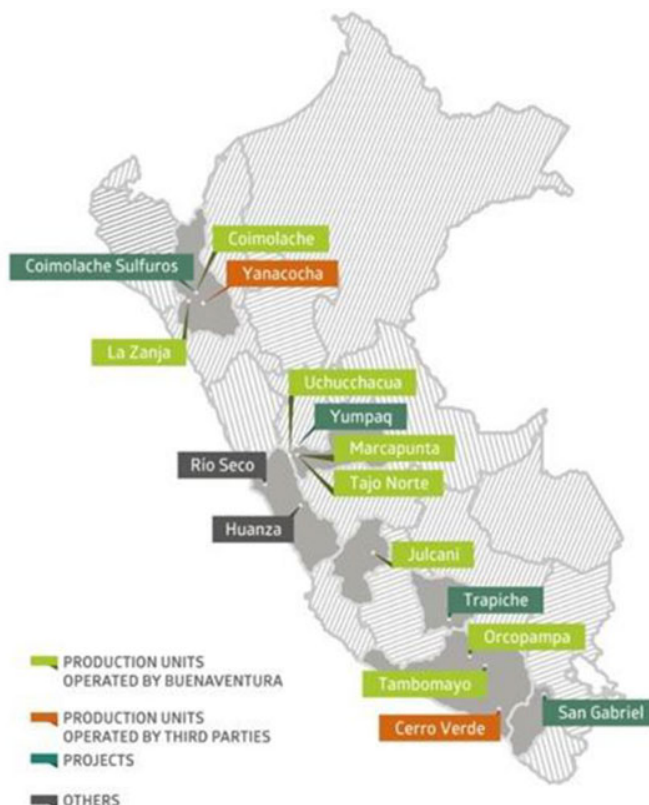 Coimolache
Coimolache Sulfuros
Yanacocha
La Zanja
Uchucchacua
Yumpaq
Marcapunta
Río Seco
Tajo Norte
Huanza
Julcani
Trapiche
Orcopampa
Tambomayo
San Gabriel
Cerro Verde
PRODUCTION UNITS
OPERATED BY BUENAVENTURA
PRODUCTION UNITS
OPERATED BY THIRD PARTIES
PROJECTS
OTHERS